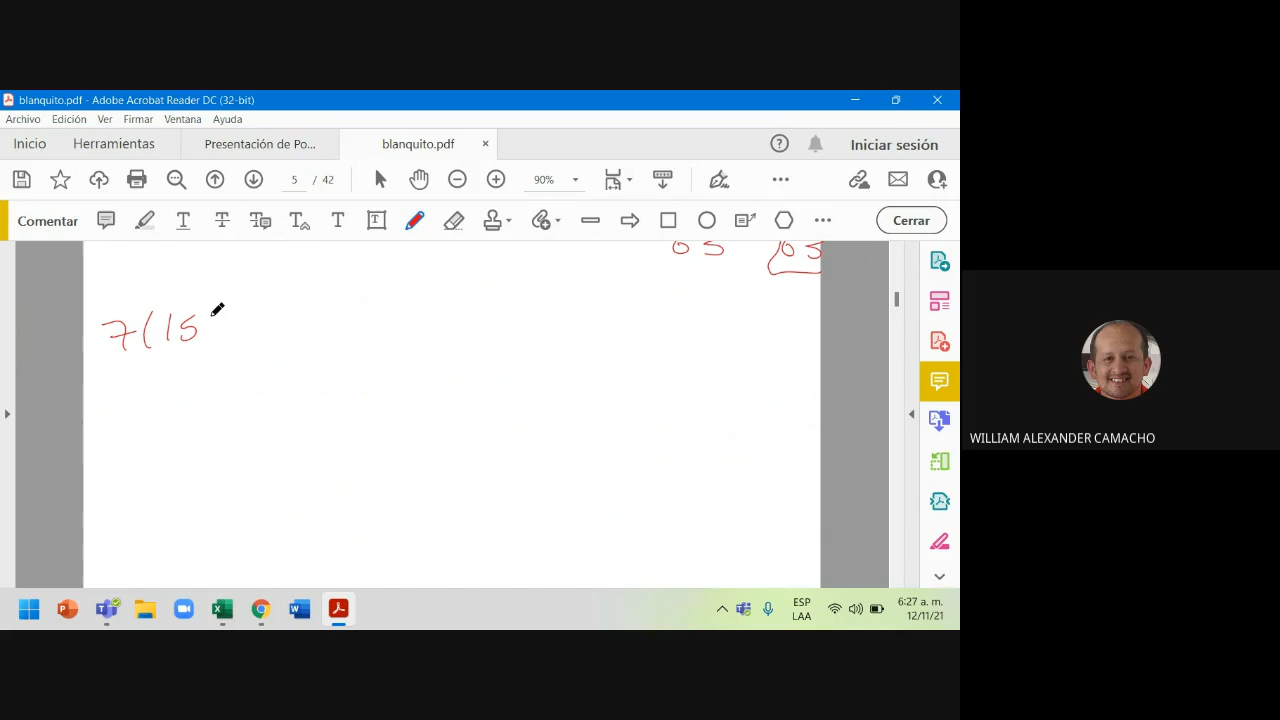 blanquito.pdf - Adobe Acrobat Reader DC (32-bit)
Archivo Edición Ver Firmar Ventana Ayuda
Inicio Herramientas Presentación de Po... blanquito.pdf × Iniciar sesión
5 / 42 90%
Comentar Cerrar
05 05
7(15
WILLIAM ALEXANDER CAMACHO
ESP 6:27 a. m.
LAA 12/11/21